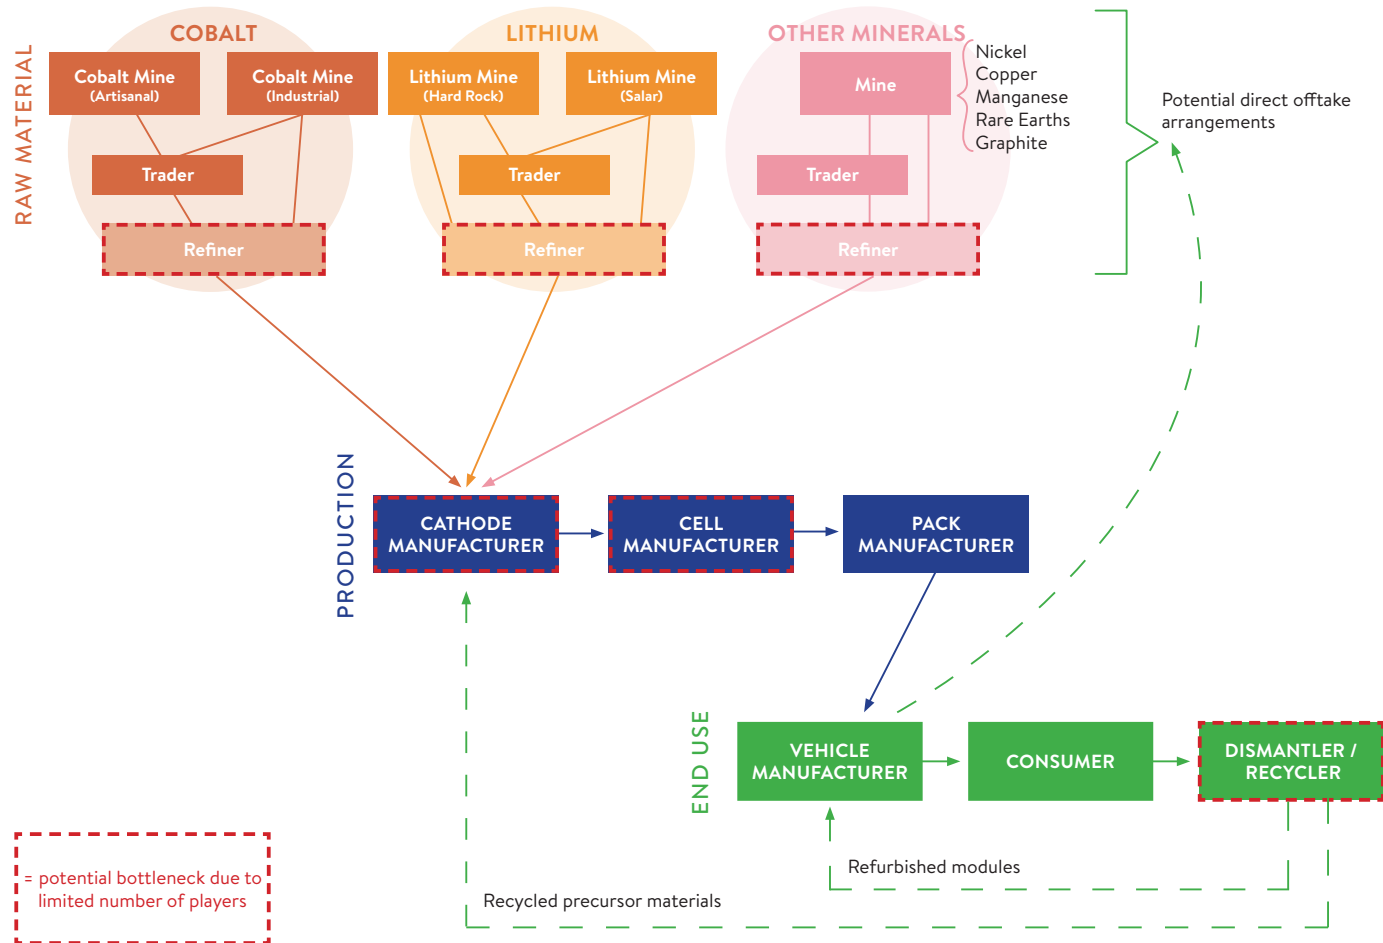 RAW MATERIAL
COBALT
Cobalt Mine
(Artisanal)
Cobalt Mine
(Industrial)
Trader
Refiner
LITHIUM
Lithium Mine
(Hard Rock)
Lithium Mine
(Salar)
Trader
Refiner
OTHER MINERALS
Mine
Nickel
Copper
Manganese
Rare Earths
Graphite
Trader
Refiner
Potential direct offtake
arrangements
PRODUCTION
CATHODE
MANUFACTURER
CELL
MANUFACTURER
PACK
MANUFACTURER
END USE
VEHICLE
MANUFACTURER
CONSUMER
DISMANTLER /
RECYCLER
Refurbished modules
Recycled precursor materials
= potential bottleneck due to
limited number of players